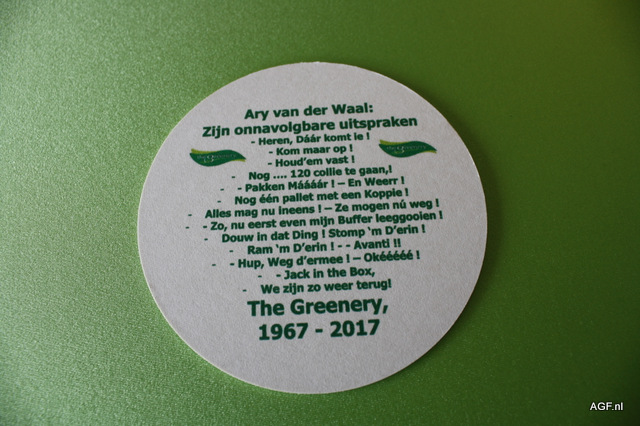 Ary van der Waal:
Zijn onnavolgbare uitspraken
- Heren, Dáár komt ie !
- Kom maar op !
- Houd'em vast !
- Nog .... 120 collie te gaan,!
- - Pakken Máááár ! – En Weerr !
- Nog één pallet met een Koppie !
- Alles mag nu ineens ! – Ze mogen nú weg !
- - Zo, nu eerst even mijn Buffer leeggooien !
- Douw in dat Ding ! Stomp 'm D'erin !
- Ram 'm D'erin ! - - Avanti !!
- - Hup, Weg d'ermee ! – Okééééé !
- - Jack in the Box,
- We zijn zo weer terug!
The Greenery,
1967 - 2017
AGF.nl